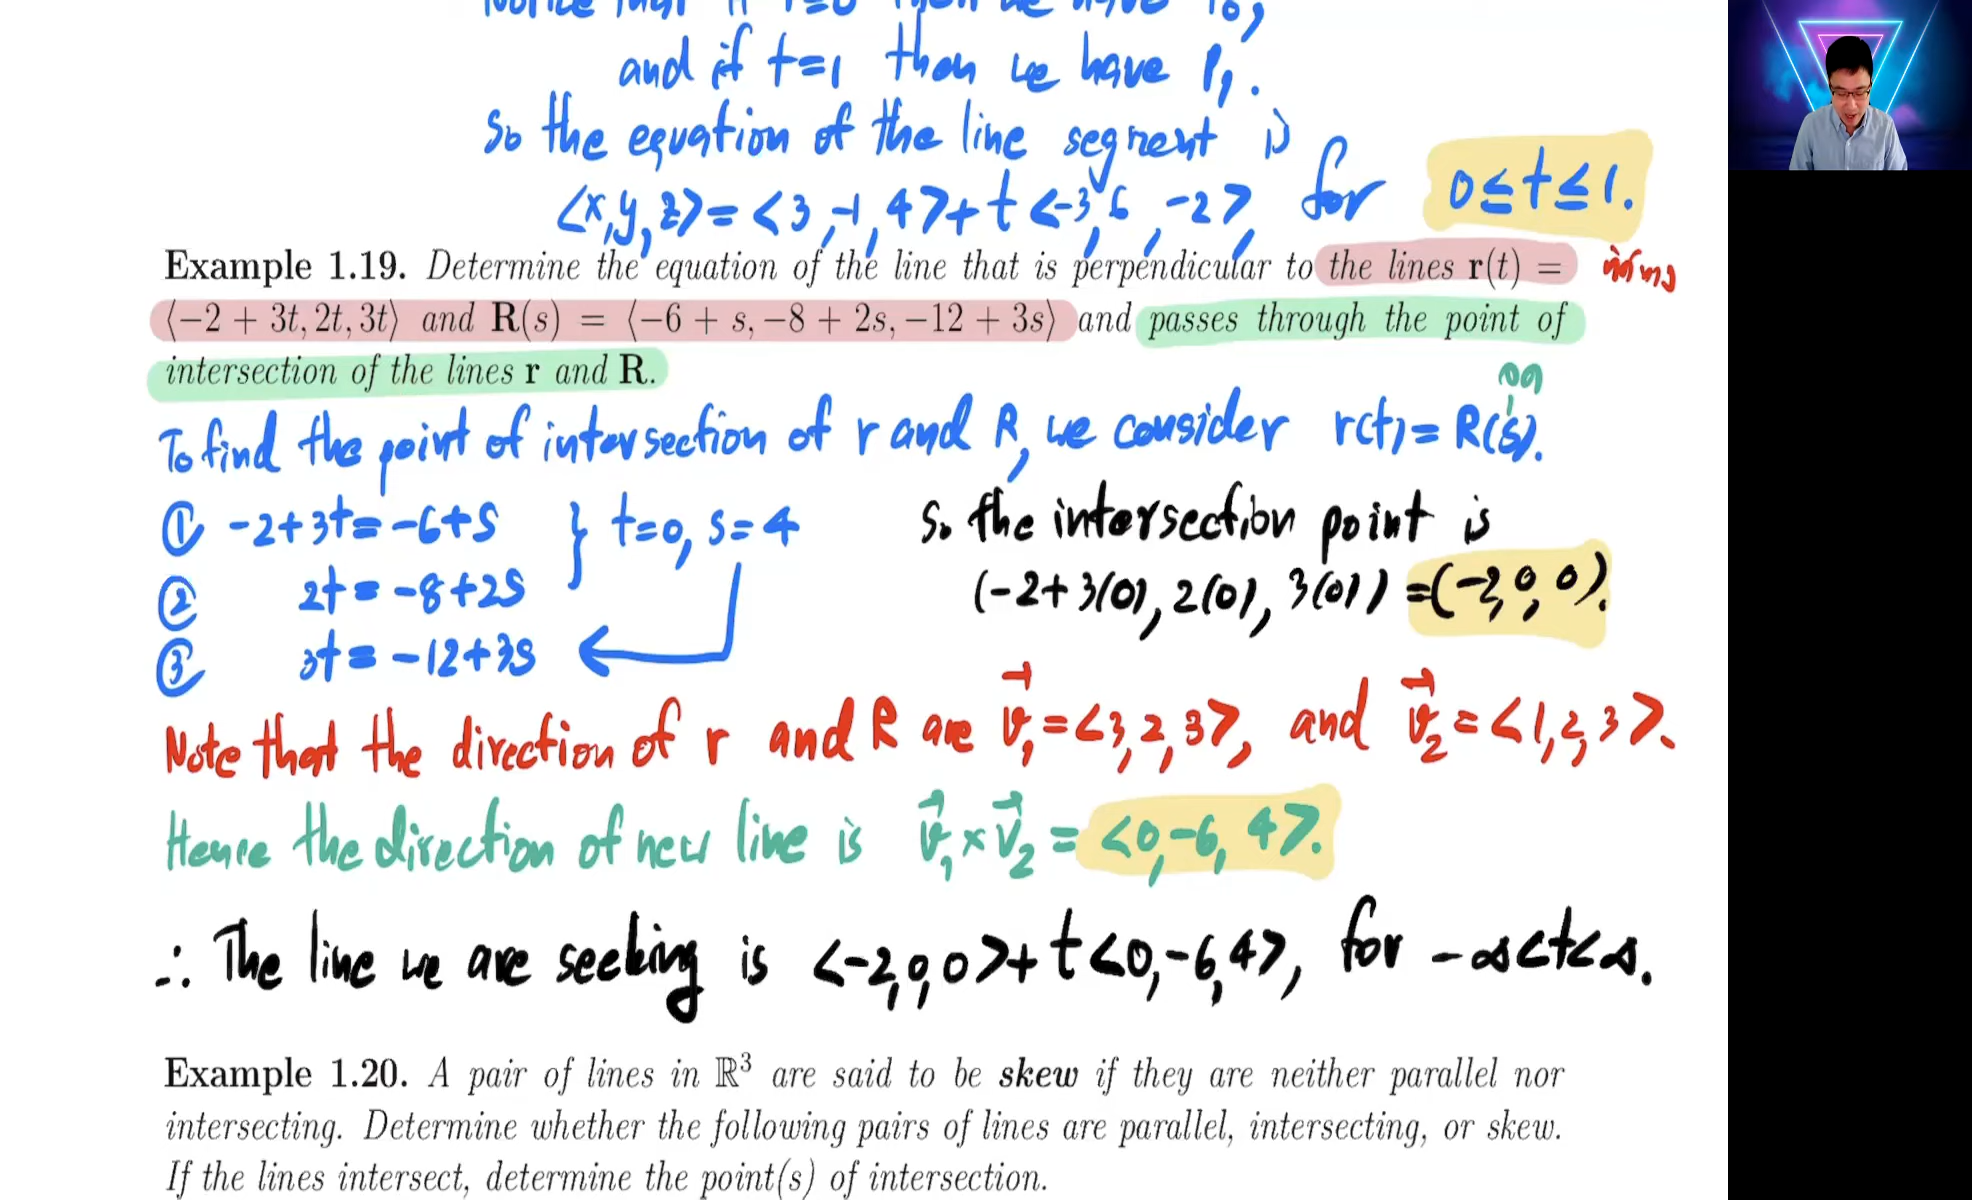 and if t=1 then we have P₁.
So the equation of the line segment is
⟨x,y,z⟩=⟨3,-1,4⟩+t⟨-3,6,-2⟩, for 0≤t≤1.
Example 1.19. Determine the equation of the line that is perpendicular to the lines r(t) =
⟨−2 + 3t, 2t, 3t⟩ and R(s) = ⟨−6 + s, −8 + 2s, −12 + 3s⟩ and passes through the point of
intersection of the lines r and R.
To find the point of intersection of r and R, we consider r(t)=R(s).
① -2+3t=-6+s } t=0, s=4
② 2t=-8+2s
③ 3t=-12+3s
So the intersection point is
(-2+3(0), 2(0), 3(0))=(-2,0,0).
Note that the direction of r and R are v⃗₁=⟨3,2,3⟩, and v⃗₂=⟨1,2,3⟩.
Hence the direction of new line is v⃗₁×v⃗₂=⟨0,-6,4⟩.
∴ The line we are seeking is ⟨-2,0,0⟩+t⟨0,-6,4⟩, for -∞<t<∞.
Example 1.20. A pair of lines in ℝ³ are said to be skew if they are neither parallel nor
intersecting. Determine whether the following pairs of lines are parallel, intersecting, or skew.
If the lines intersect, determine the point(s) of intersection.